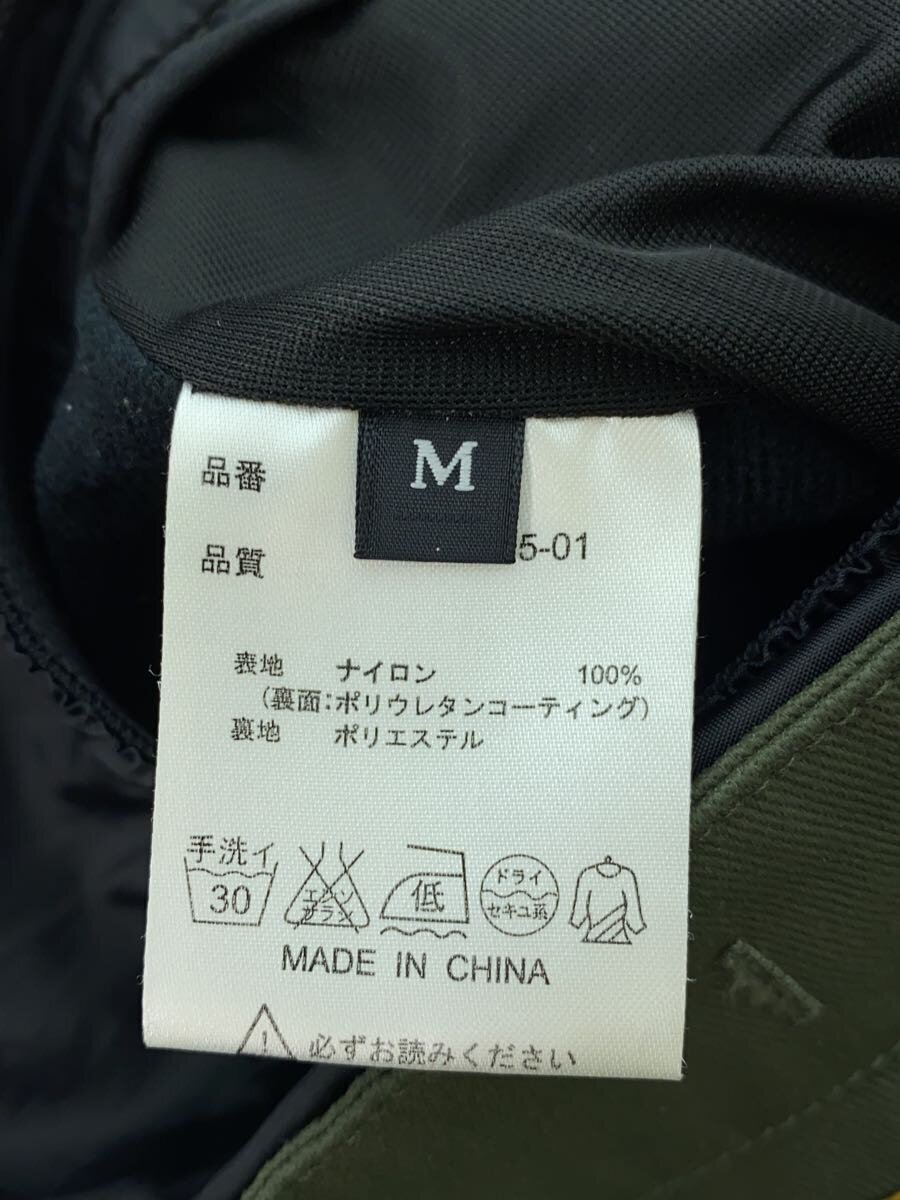 M
品番
5-01
品質
表地 ナイロン 100%
(裏面:ポリウレタンコーティング)
裏地 ポリエステル
手洗イ
30
エンソ
サラシ
低
ドライ
セキユ系
MADE IN CHINA
必ずお読みください